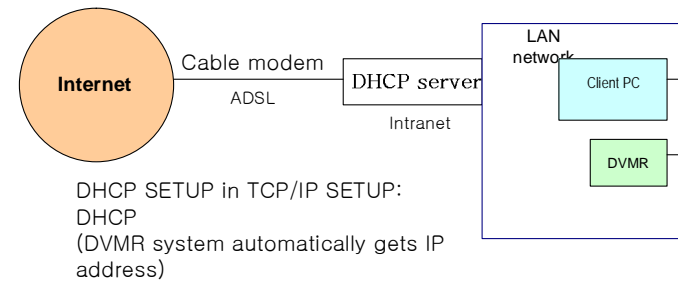 LAN
network
Cable modem
Internet
DHCP server
Client PC
ADSL
Intranet
DVMR
DHCP SETUP in TCP/IP SETUP:
DHCP
(DVMR system automatically gets IP
address)